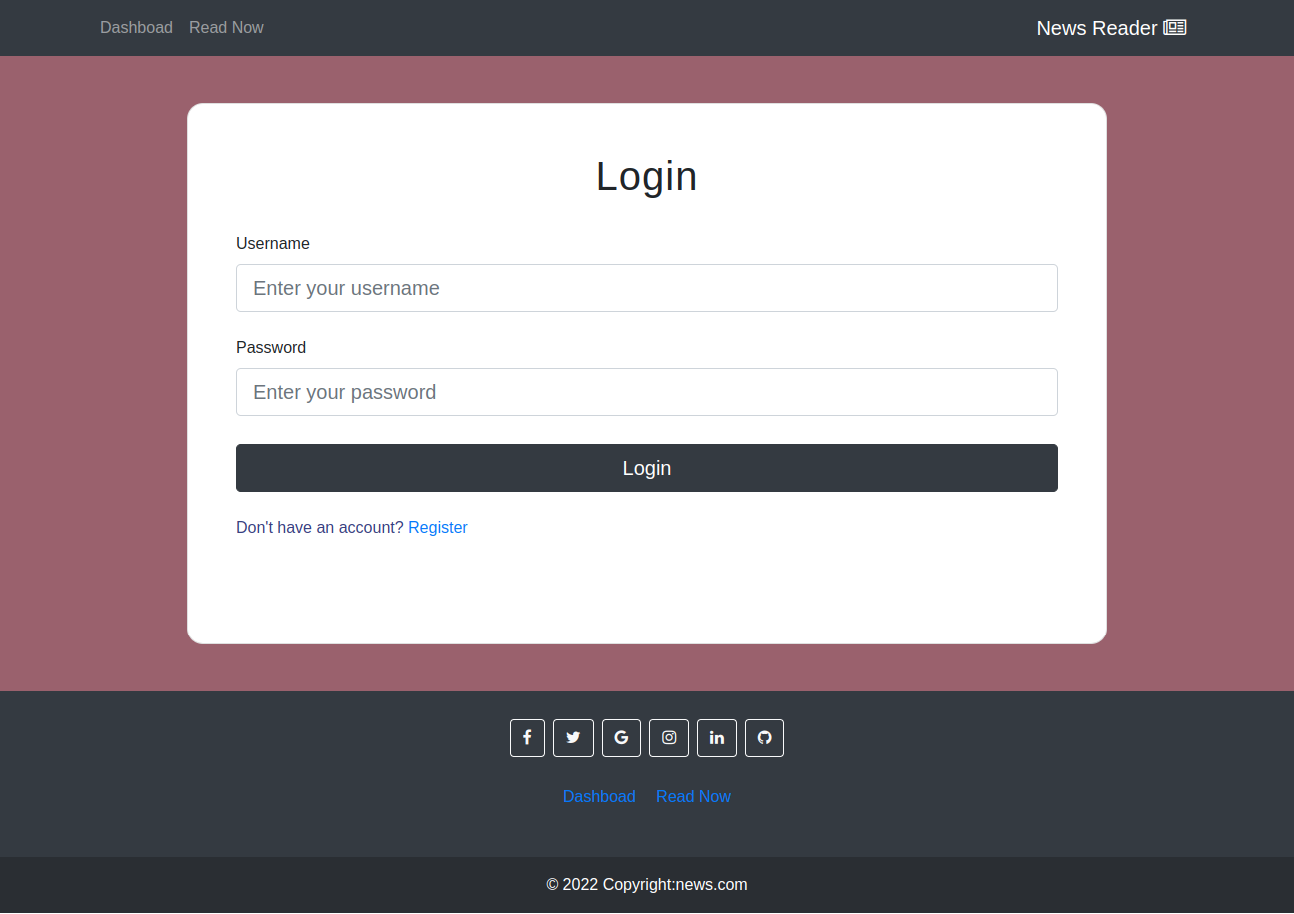 Dashboad Read Now News Reader
Login
Username
Enter your username
Password
Enter your password
Login
Don't have an account? Register
Dashboad Read Now
© 2022 Copyright:news.com